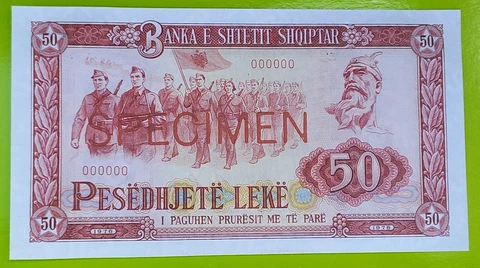 50 BANKA E SHTETIT SHQIPTAR 50
000000
SPECIMEN
000000
50
PESËDHJETË LEKË
I PAGUHEN PRURËSIT ME TË PARË
50 1976 1976 50